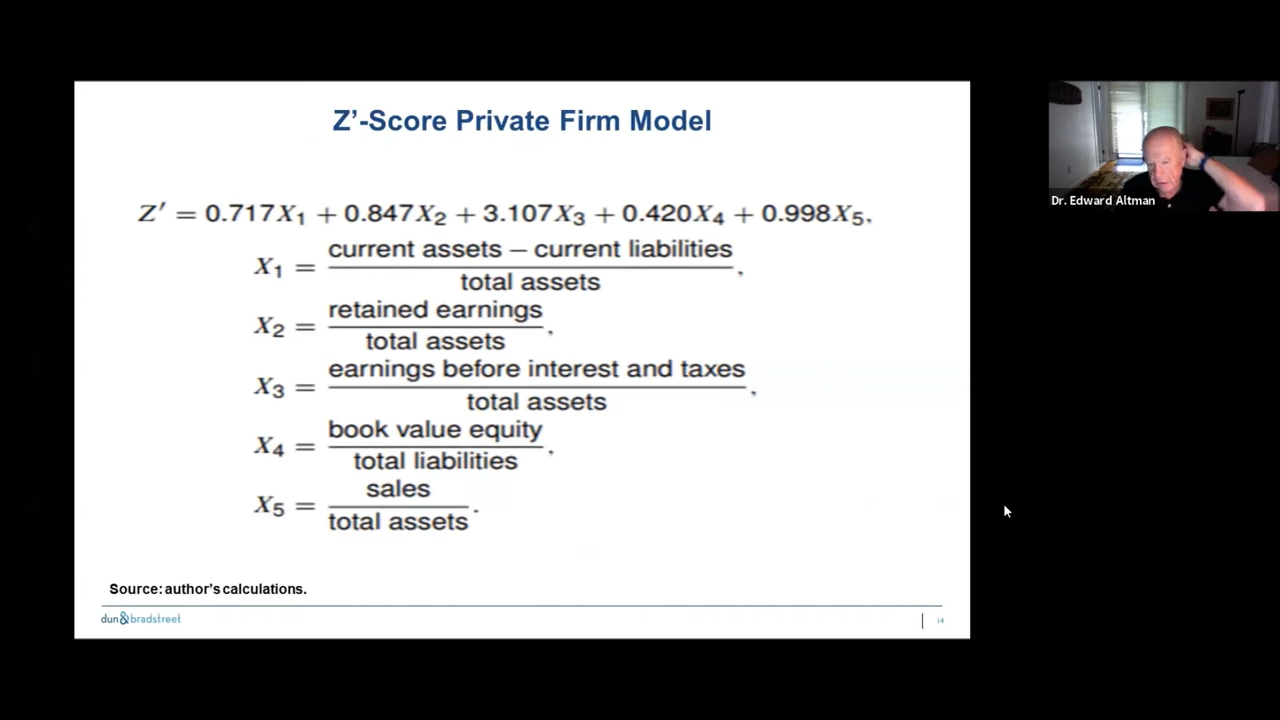 Z’-Score Private Firm Model
Z′ = 0.717X₁ + 0.847X₂ + 3.107X₃ + 0.420X₄ + 0.998X₅,
X₁ = current assets – current liabilities
total assets ,
X₂ = retained earnings
total assets ,
X₃ = earnings before interest and taxes
total assets ,
X₄ = book value equity
total liabilities ,
X₅ = sales
total assets .
Source: author’s calculations.
dun&bradstreet
14
Dr. Edward Altman